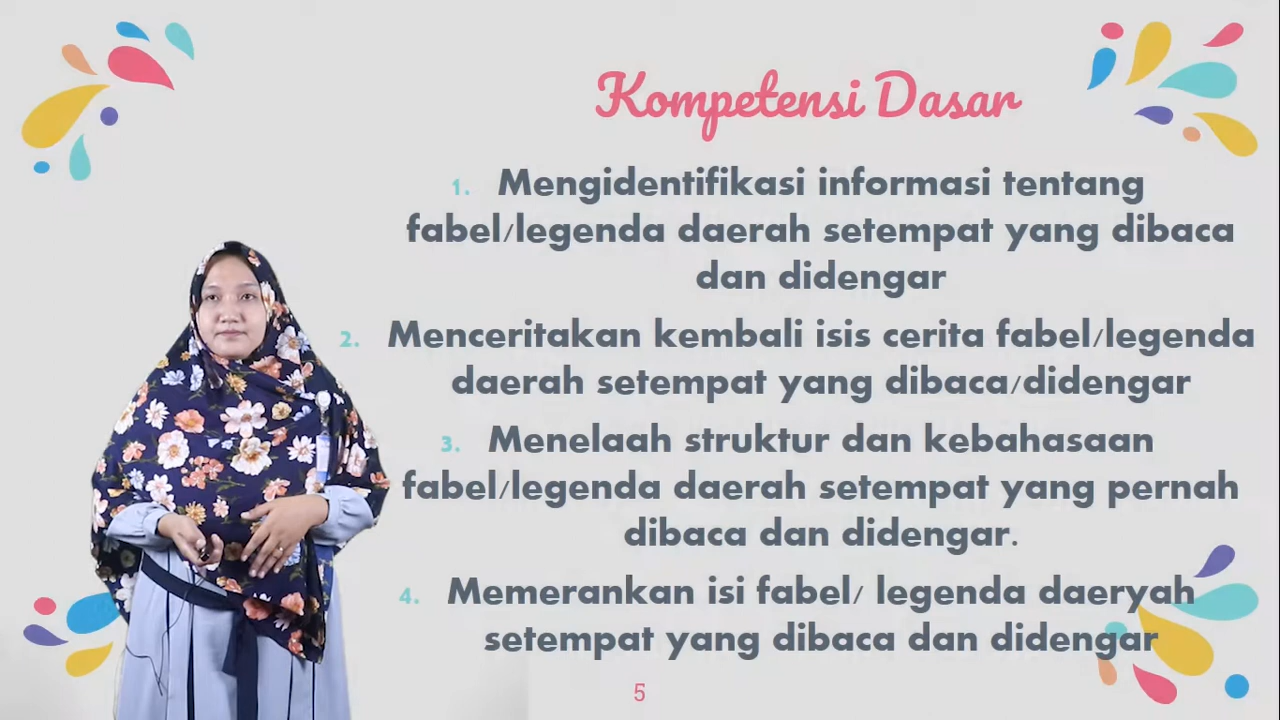 Kompetensi Dasar
1. Mengidentifikasi informasi tentang
fabel/legenda daerah setempat yang dibaca
dan didengar
2. Menceritakan kembali isis cerita fabel/legenda
daerah setempat yang dibaca/didengar
3. Menelaah struktur dan kebahasaan
fabel/legenda daerah setempat yang pernah
dibaca dan didengar.
4. Memerankan isi fabel/ legenda daeryah
setempat yang dibaca dan didengar
5